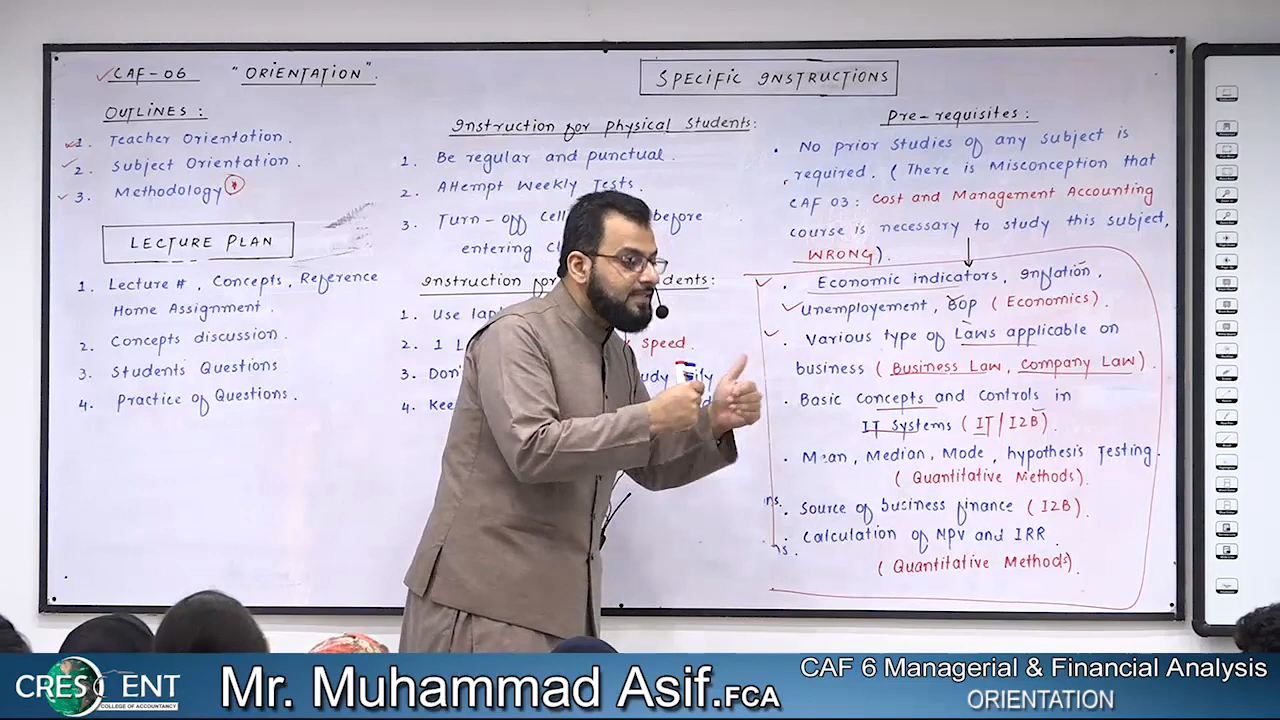 CAF-06 "ORIENTATION".
OUTLINES:
1. Teacher Orientation.
2. Subject Orientation.
3. Methodology
LECTURE PLAN
1. Lecture #, Concepts, Reference
Home Assignment.
2. Concepts discussion.
3. Students Questions
4. Practice of Questions.
SPECIFIC INSTRUCTIONS
Instruction for physical Students:
1. Be regular and punctual.
2. Attempt Weekly Tests.
3. Turn-off before
entering
Instruction
1. Use
2. 1 Speed.
3.
4.
Pre-requisites:
• No prior studies of any subject is
required. (There is Misconception that
CAF 03: Cost and Management Accounting
course is necessary to study this subject,
WRONG).
Economic indicators, Inflation,
unemployement, GDP (Economics).
Various type of Laws applicable on
business (Business Law, Company Law).
Basic concepts and controls in
IT systems (IT/I2B).
Mean, Median, Mode, hypothesis Testing.
(Quantitative Methods).
Source of business finance (I2B).
Calculation of NPV and IRR
(Quantitative Methods).
CRESCENT
COLLEGE OF ACCOUNTANCY
Mr. Muhammad Asif.FCA
CAF 6 Managerial & Financial Analysis
ORIENTATION